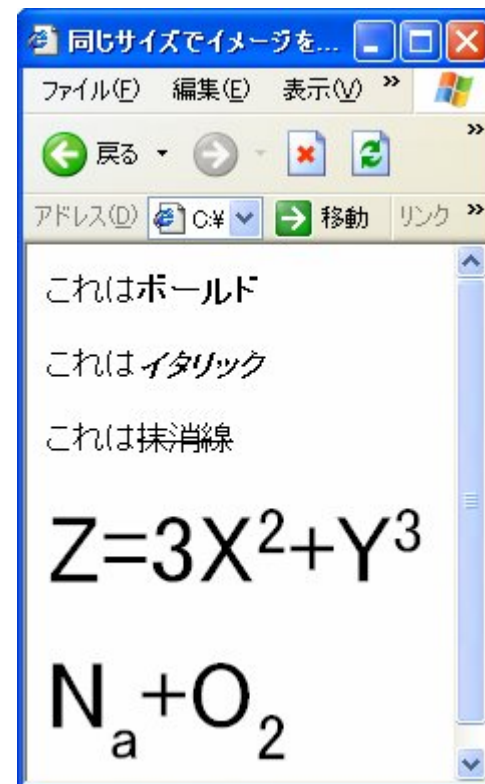 同じサイズでイメージを...
ファイル(F) 編集(E) 表示(V) »
戻る »
アドレス(D) C:¥ 移動 リンク »
これはボールド
これはイタリック
これは抹消線
Z=3X²+Y³
Nₐ+O₂